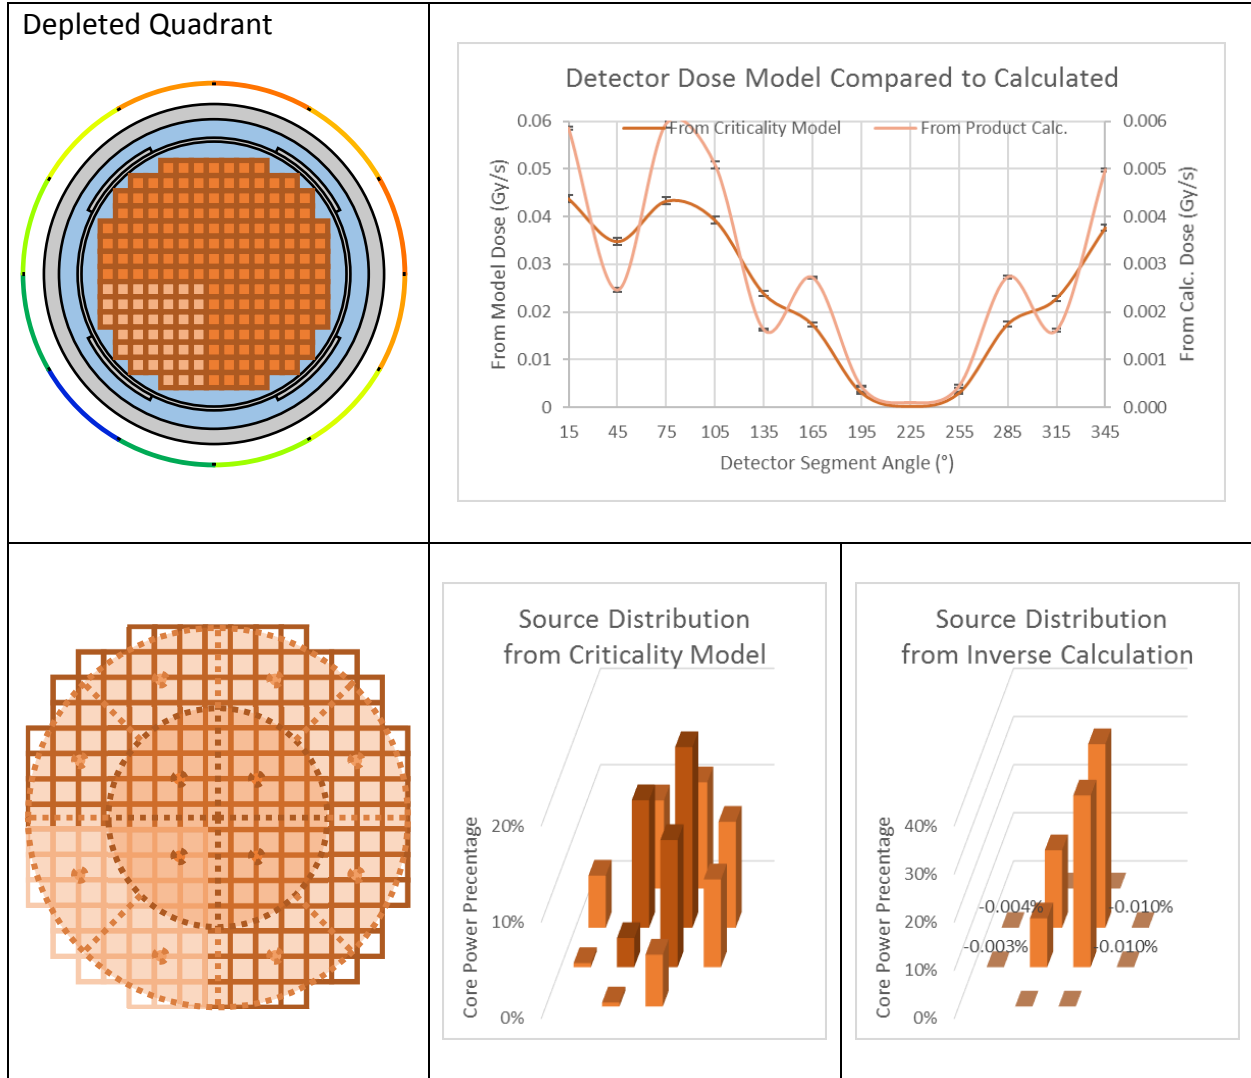 Depleted Quadrant
Detector Dose Model Compared to Calculated
From Criticality Model
From Product Calc.
From Model Dose (Gy/s)
0.06
0.05
0.04
0.03
0.02
0.01
0
0.006
0.005
0.004
0.003
0.002
0.001
0.000
From Calc. Dose (Gy/s)
15 45 75 105 135 165 195 225 255 285 315 345
Detector Segment Angle (°)
Source Distribution
from Criticality Model
Core Power Precentage
20%
10%
0%
Source Distribution
from Inverse Calculation
Core Power Precentage
40%
30%
20%
10%
0%
-0.004%
-0.010%
-0.003%
-0.010%